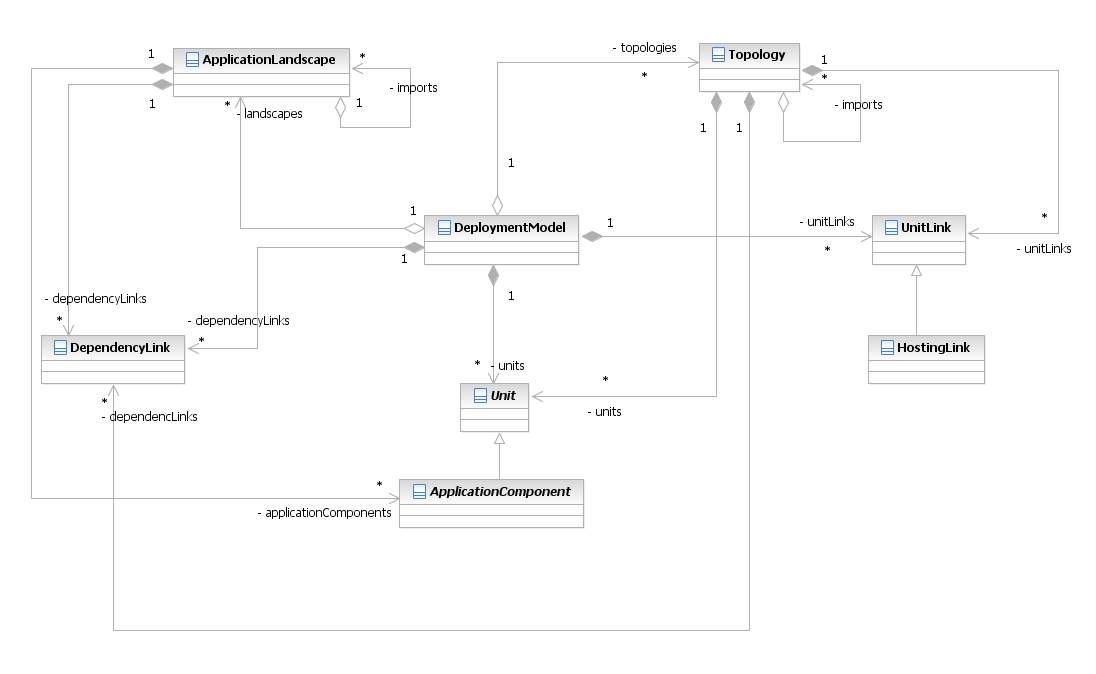 - topologies
1
ApplicationLandscape
*
Topology
1
*
*
- imports
1
*
1
- landscapes
- imports
1
1
1
1
DeploymentModel
1
- unitLinks
*
UnitLink
*
- unitLinks
1
1
- dependencyLinks
*
- dependencyLinks
*
DependencyLink
HostingLink
* - units
*
Unit
- units
*
- dependencLinks
*
ApplicationComponent
- applicationComponents